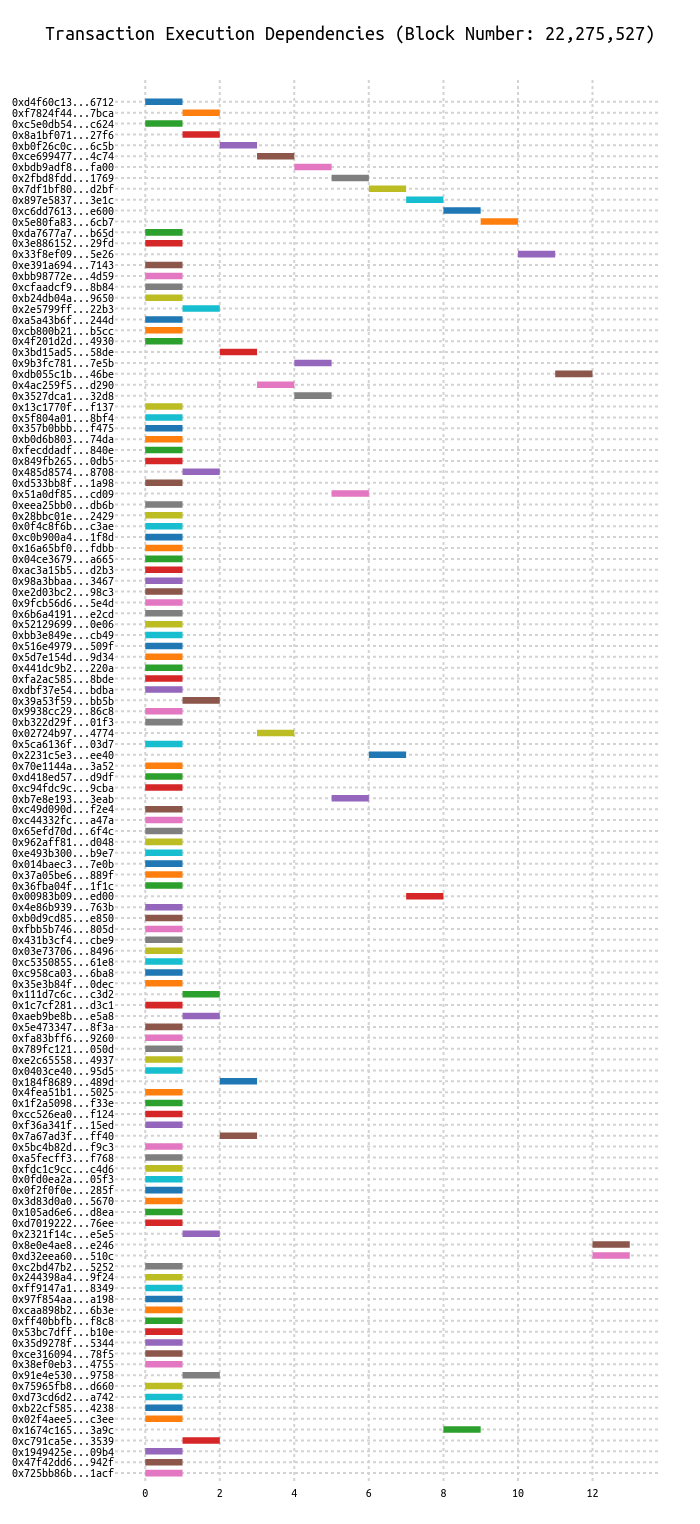 Transaction Execution Dependencies (Block Number: 22,275,527)
0xd4f60c13...6712
0xf7824f44...7bca
0xc5e0db54...c624
0x8a1bf071...27f6
0xb0f26c0c...6c5b
0xce699477...4c74
0xbdb9adf8...fa00
0x2fbd8fdd...1769
0x7df1bf80...d2bf
0x897e5837...3e1c
0xc6dd7613...e600
0x5e80fa83...6cb7
0xda7677a7...b65d
0x3e886152...29fd
0x33f8ef09...5e26
0xe391a694...7143
0xbb98772e...4d59
0xcfaadcf9...8b84
0xb24db04a...9650
0x2e5799ff...22b3
0xa5a43b6f...244d
0xcb800b21...b5cc
0x4f201d2d...4930
0x3bd15ad5...58de
0x9b3fc781...7e5b
0xdb055c1b...46be
0x4ac259f5...d290
0x3527dca1...32d8
0x13c1770f...f137
0x5f804a01...8bf4
0x357b0bbb...f475
0xb0d6b803...74da
0xfecddadf...840e
0x849fb265...0db5
0x485d8574...8708
0xd533bb8f...1a98
0x51a0df85...cd09
0xeea25bb0...db6b
0x28bbc01e...2429
0x0f4c8f6b...c3ae
0xc0b900a4...1f8d
0x16a65bf0...fdbb
0x04ce3679...a665
0xac3a15b5...d2b3
0x98a3bbaa...3467
0xe2d03bc2...98c3
0x9fcb56d6...5e4d
0x6b6a4191...e2cd
0x52129699...0e06
0xbb3e849e...cb49
0x516e4979...509f
0x5d7e154d...9d34
0x441dc9b2...220a
0xfa2ac585...8bde
0xdbf37e54...bdba
0x39a53f59...bb5b
0x9938cc29...86c8
0xb322d29f...01f3
0x02724b97...4774
0x5ca6136f...03d7
0x2231c5e3...ee40
0x70e1144a...3a52
0xd418ed57...d9df
0xc94fdc9c...9cba
0xb7e8e193...3eab
0xc49d090d...f2e4
0xc44332fc...a47a
0x65efd70d...6f4c
0x962aff81...d048
0xe493b300...b9e7
0x014baec3...7e0b
0x37a05be6...889f
0x36fba04f...1f1c
0x00983b09...ed00
0x4e86b939...763b
0xb0d9cd85...e850
0xfbb5b746...805d
0x431b3cf4...cbe9
0x03e73706...8496
0xc5350855...61e8
0xc958ca03...6ba8
0x35e3b84f...0dec
0x111d7c6c...c3d2
0x1c7cf281...d3c1
0xaeb9be8b...e5a8
0x5e473347...8f3a
0xfa83bff6...9260
0x789fc121...050d
0xe2c65558...4937
0x0403ce40...95d5
0x184f8689...489d
0x4fea51b1...5025
0x1f2a5098...f33e
0xcc526ea0...f124
0xf36a341f...15ed
0x7a67ad3f...ff40
0x5bc4b82d...f9c3
0xa5fecff3...f768
0xfdc1c9cc...c4d6
0x0fd0ea2a...05f3
0x0f2f0f0e...285f
0x3d83d0a0...5670
0x105ad6e6...d8ea
0xd7019222...76ee
0x2321f14c...e5e5
0x8e0e4ae8...e246
0xd32eea60...510c
0xc2bd47b2...5252
0x244398a4...9f24
0xff9147a1...8349
0x97f854aa...a198
0xcaa898b2...6b3e
0xff40bbfb...f8c8
0x53bc7dff...b10e
0x35d9278f...5344
0xce316094...78f5
0x38ef0eb3...4755
0x91e4e530...9758
0x75965fb8...d660
0xd73cd6d2...a742
0xb22cf585...4238
0x02f4aee5...c3ee
0x1674c165...3a9c
0xc791ca5e...3539
0x1949425e...09b4
0x47f42dd6...942f
0x725bb86b...1acf
0 2 4 6 8 10 12